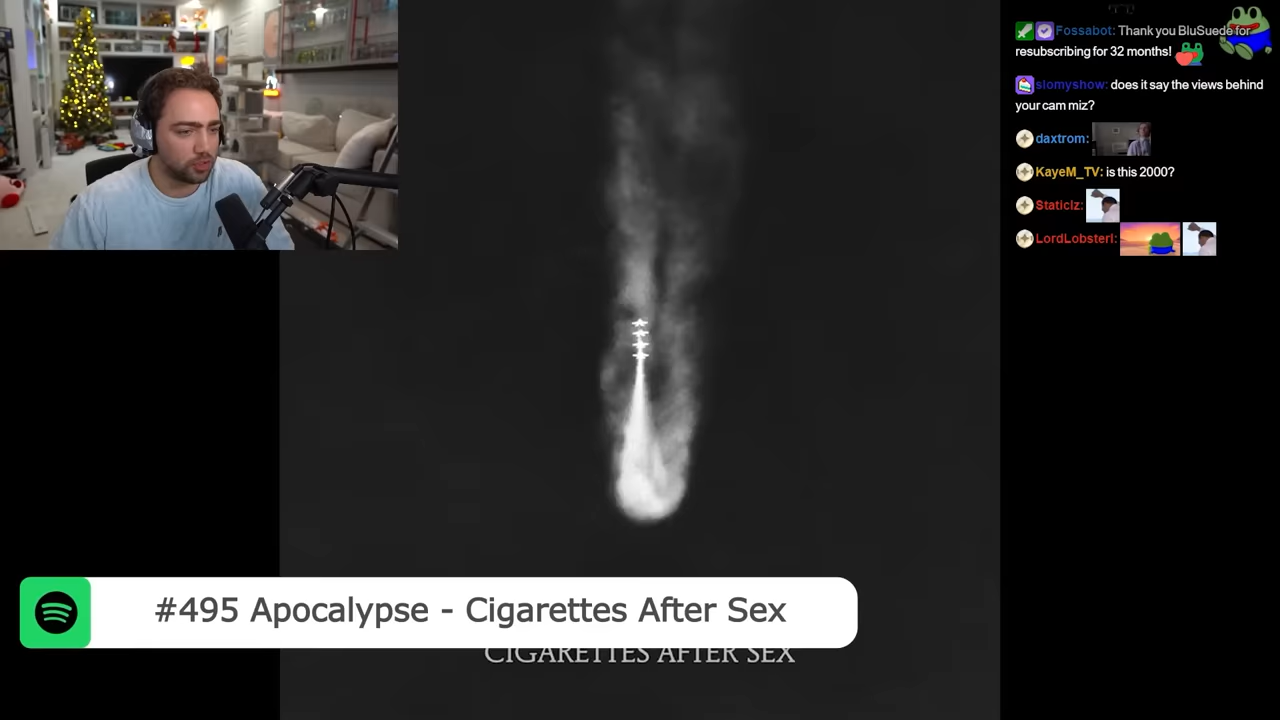 Fossabot: Thank you BluSuede for
resubscribing for 32 months!
slomyshow: does it say the views behind
your cam miz?
daxtrom:
KayeM_TV: is this 2000?
Staticlz:
LordLobsterl:
#495 Apocalypse - Cigarettes After Sex
CIGARETTES AFTER SEX